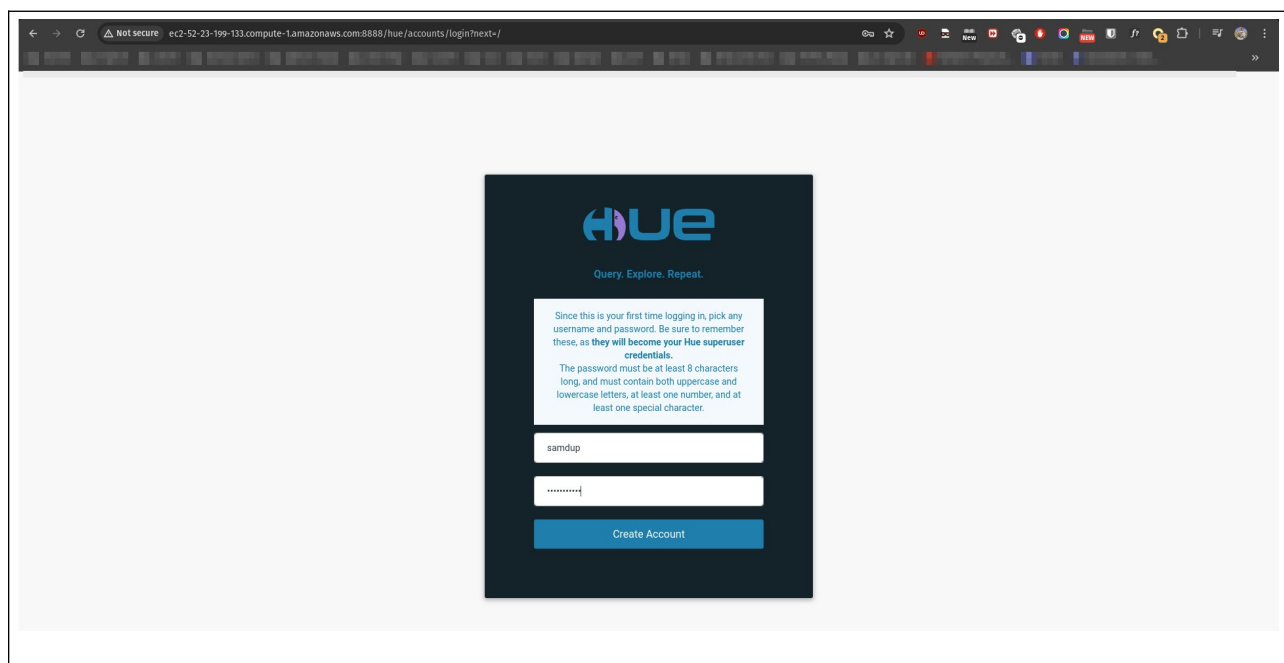 Not secure
ec2-52-23-199-133.compute-1.amazonaws.com:8888/hue/accounts/login?next=/
New
NEW
HUE
Query. Explore. Repeat.
Since this is your first time logging in, pick any
username and password. Be sure to remember
these, as they will become your Hue superuser
credentials.
The password must be at least 8 characters
long, and must contain both uppercase and
lowercase letters, at least one number, and at
least one special character.
samdup
Create Account